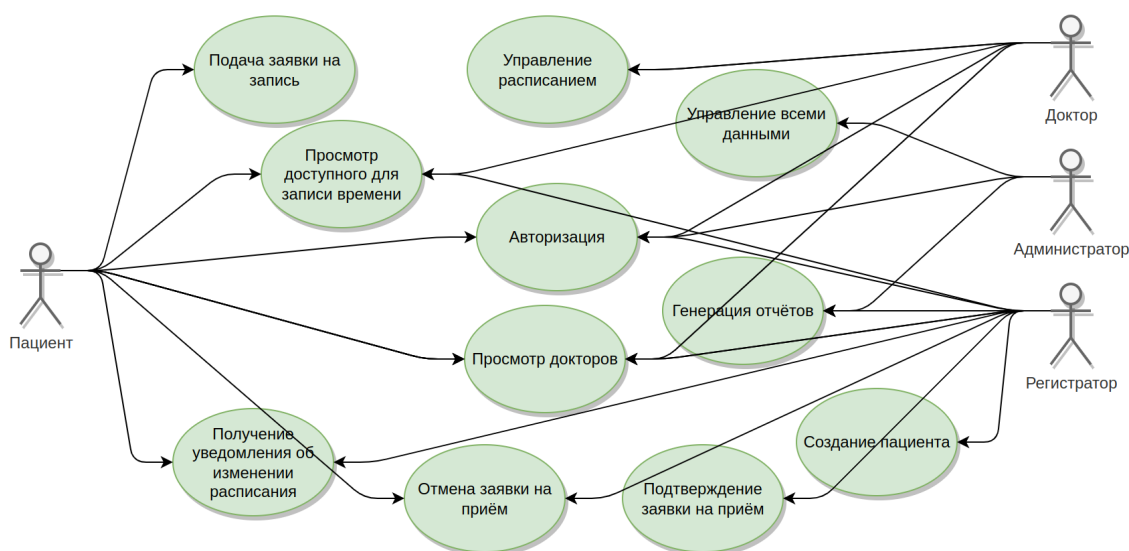 Подача заявки на
запись
Управление
расписанием
Доктор
Управление всеми
данными
Просмотр
доступного для
записи времени
Авторизация
Администратор
Пациент
Генерация отчётов
Просмотр докторов
Регистратор
Получение
уведомления об
изменении
расписания
Отмена заявки на
приём
Подтверждение
заявки на приём
Создание пациента